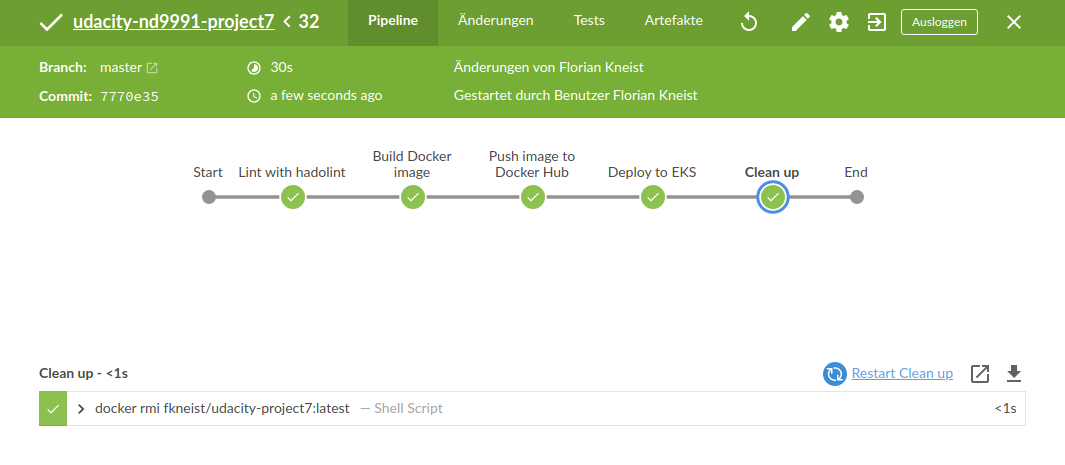 udacity-nd9991-project7 < 32 Pipeline Änderungen Tests Artefakte Ausloggen
Branch: master 30s Änderungen von Florian Kneist
Commit: 7770e35 a few seconds ago Gestartet durch Benutzer Florian Kneist
Start Lint with hadolint Build Docker image Push image to Docker Hub Deploy to EKS Clean up End
Clean up - <1s Restart Clean up
docker rmi fkneist/udacity-project7:latest — Shell Script <1s